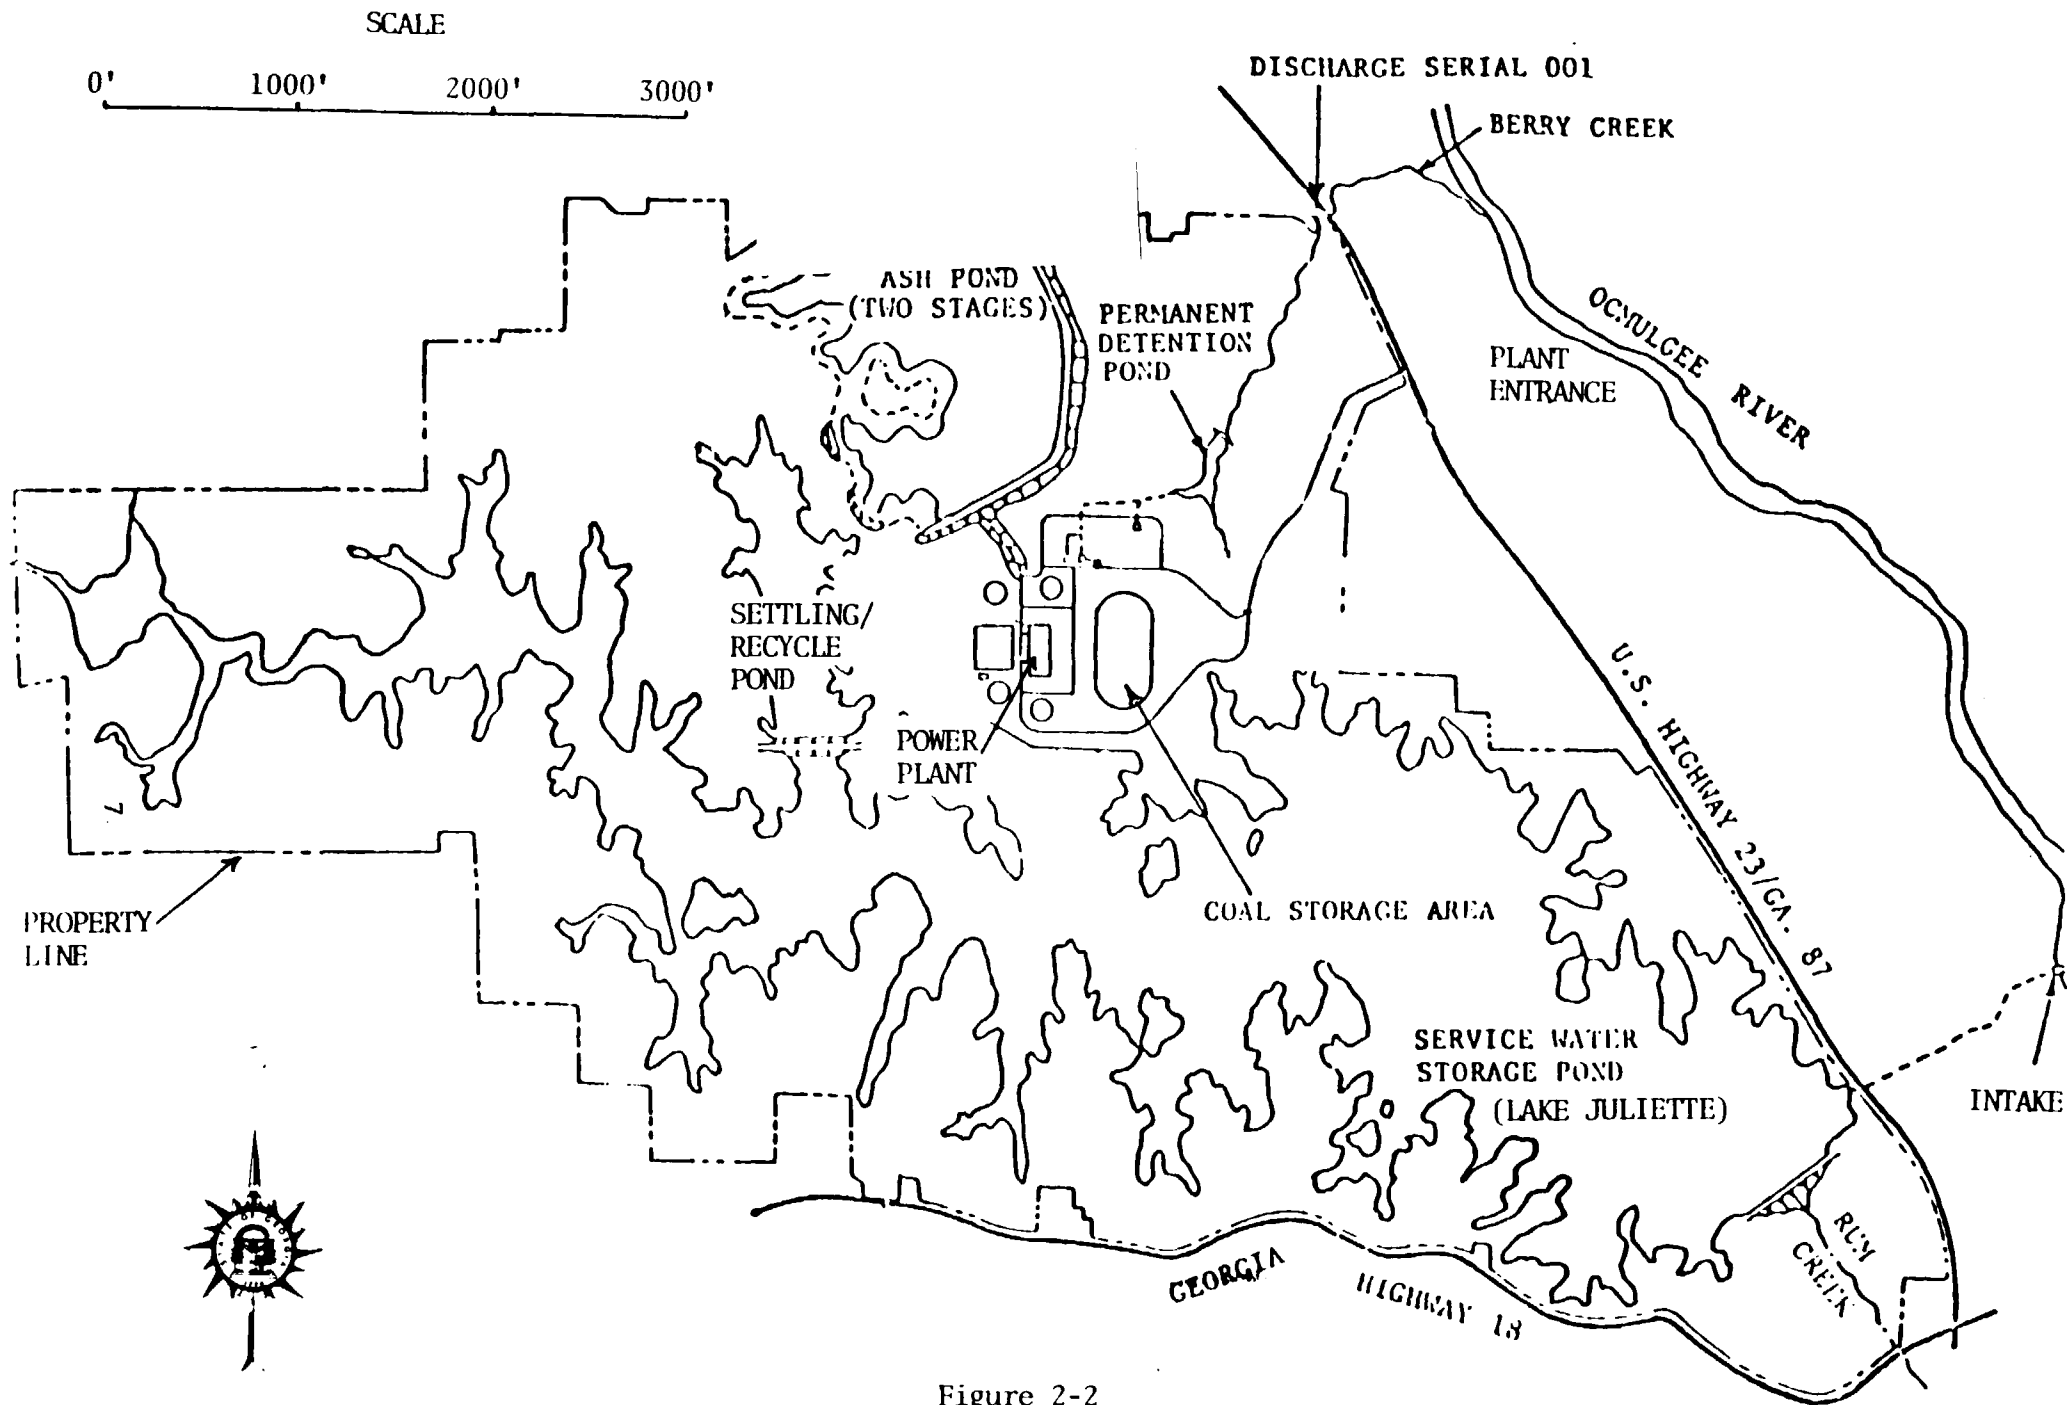 SCALE
0' 1000' 2000' 3000'
DISCHARGE SERIAL 001
BERRY CREEK
ASH POND
(TWO STAGES)
PERMANENT
DETENTION
POND
PLANT
ENTRANCE
OCMULGEE RIVER
SETTLING/
RECYCLE
POND
POWER
PLANT
U.S. HIGHWAY 23/GA. 87
PROPERTY
LINE
COAL STORAGE AREA
SERVICE WATER
STORAGE POND
(LAKE JULIETTE)
INTAKE
RUM
CREEK
GEORGIA HIGHWAY 18
Figure 2-2